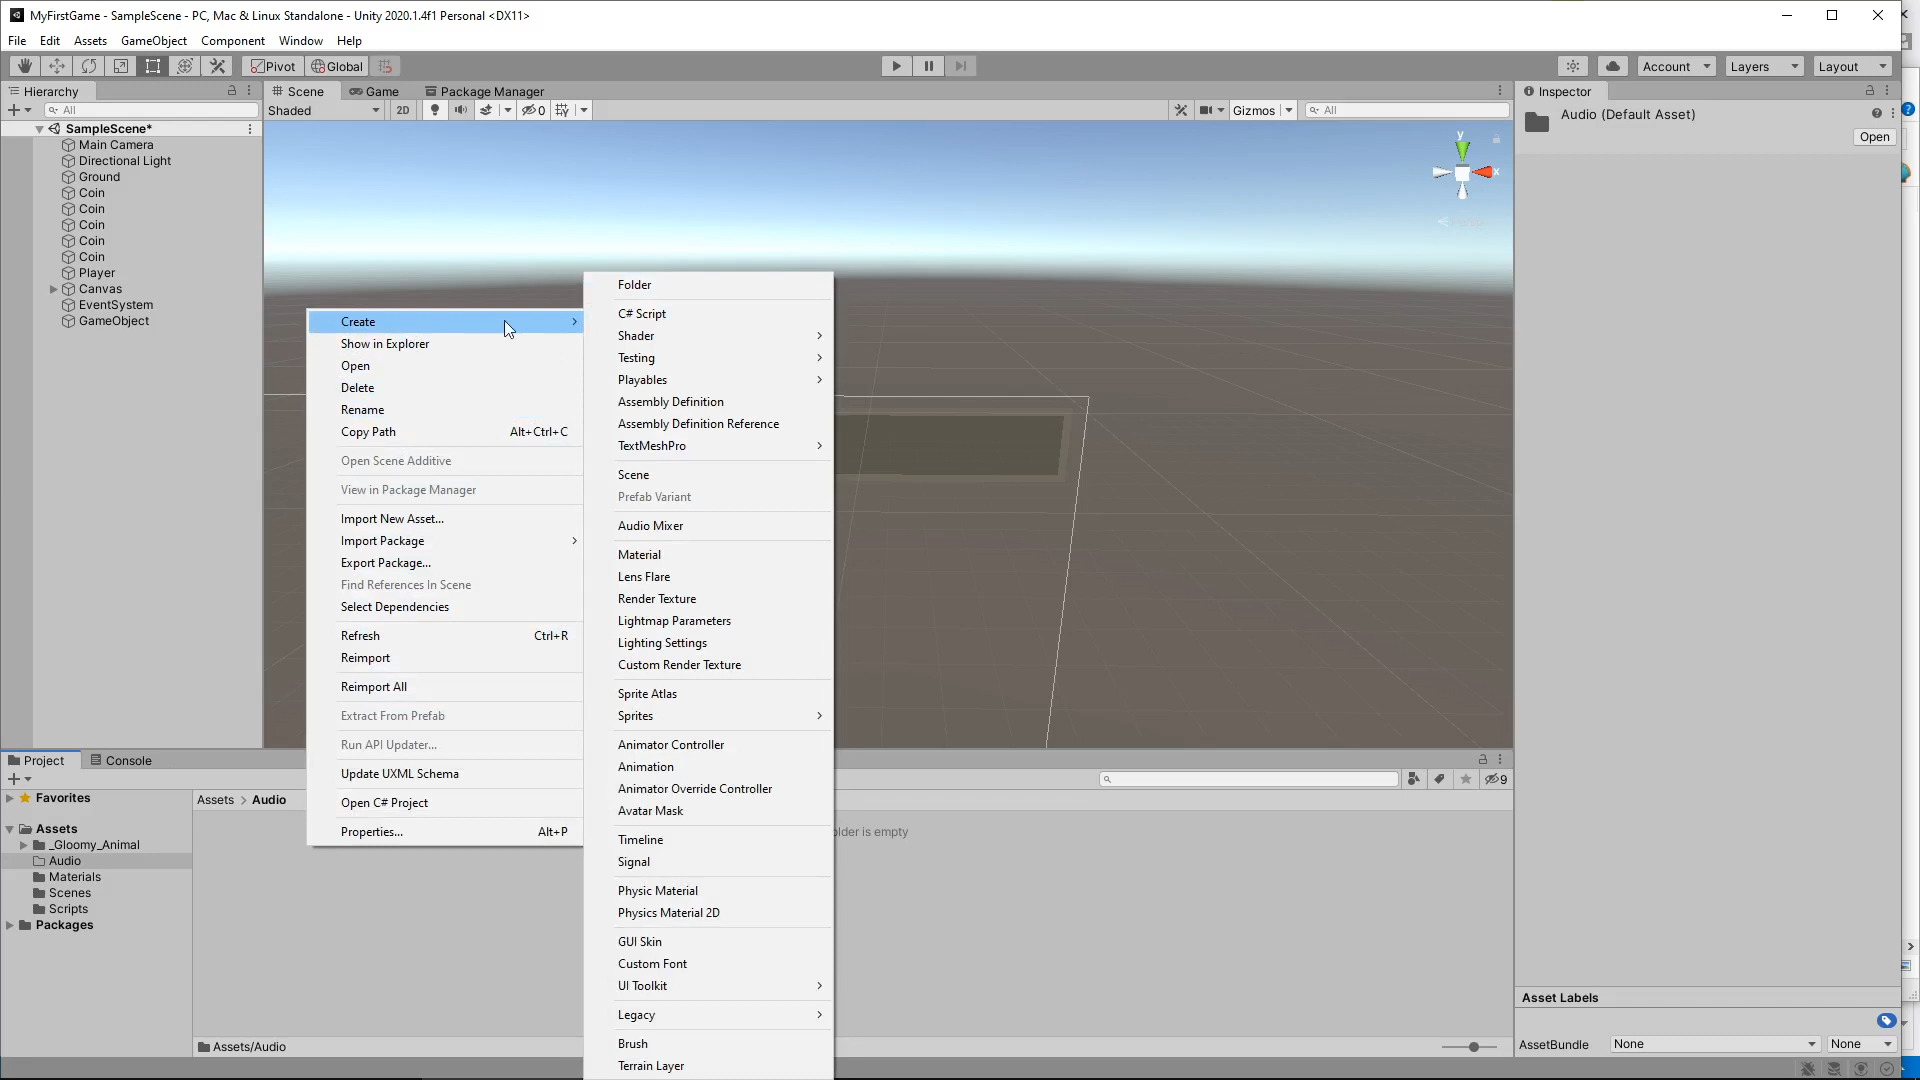 MyFirstGame - SampleScene - PC, Mac & Linux Standalone - Unity 2020.1.4f1 Personal <DX11>
File Edit Assets GameObject Component Window Help
Pivot Global Account Layers Layout
Hierarchy Scene Game Package Manager Inspector
All Shaded 2D 0 Gizmos All
Audio (Default Asset)
Open
SampleScene*
Main Camera
Directional Light
Ground
Coin
Coin
Coin
Coin
Coin
Player
Canvas
EventSystem
GameObject
y
x
Create
Show in Explorer
Open
Delete
Rename
Copy Path Alt+Ctrl+C
Open Scene Additive
View in Package Manager
Import New Asset...
Import Package
Export Package...
Find References In Scene
Select Dependencies
Refresh Ctrl+R
Reimport
Reimport All
Extract From Prefab
Run API Updater...
Update UXML Schema
Open C# Project
Properties... Alt+P
Folder
C# Script
Shader
Testing
Playables
Assembly Definition
Assembly Definition Reference
TextMeshPro
Scene
Prefab Variant
Audio Mixer
Material
Lens Flare
Render Texture
Lightmap Parameters
Lighting Settings
Custom Render Texture
Sprite Atlas
Sprites
Animator Controller
Animation
Animator Override Controller
Avatar Mask
Timeline
Signal
Physic Material
Physics Material 2D
GUI Skin
Custom Font
UI Toolkit
Legacy
Brush
Terrain Layer
Project Console
9
Favorites
Assets
_Gloomy_Animal
Audio
Materials
Scenes
Scripts
Packages
Assets > Audio
older is empty
Assets/Audio
Asset Labels
AssetBundle None None